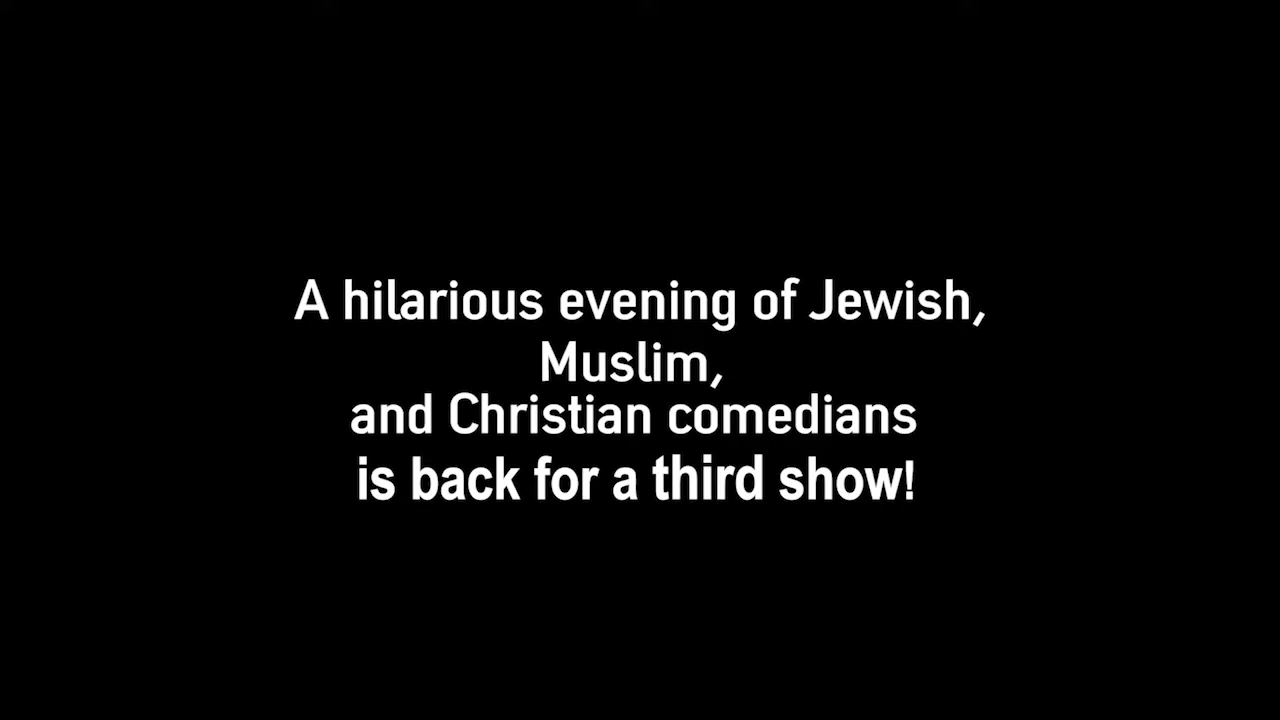 A hilarious evening of Jewish,
Muslim,
and Christian comedians
is back for a third show!